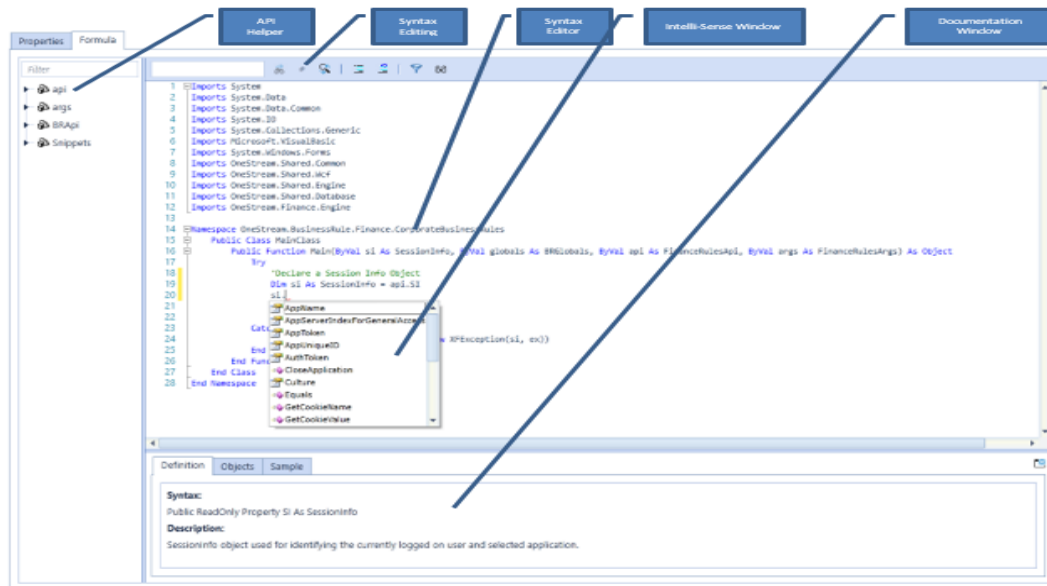 API
Helper
Syntax
Editing
Syntax
Editor
Intelli-Sense Window
Documentation
Window
Properties
Formula
Filter
api
args
BRApi
Snippets
1 Imports System
2 Imports System.Data
3 Imports System.Data.Common
4 Imports System.IO
5 Imports System.Collections.Generic
6 Imports Microsoft.VisualBasic
7 Imports System.Windows.Forms
8 Imports OneStream.Shared.Common
9 Imports OneStream.Shared.Wcf
10 Imports OneStream.Shared.Engine
11 Imports OneStream.Shared.Database
12 Imports OneStream.Finance.Engine
13
14 Namespace OneStream.BusinessRule.Finance.CorporateBusinessRules
15 Public Class MainClass
16 Public Function Main(ByVal si As SessionInfo, ByVal globals As BRGlobals, ByVal api As FinanceRulesApi, ByVal args As FinanceRulesArgs) As Object
17 Try
18 'Declare a Session Info Object
19 Dim si As SessionInfo = api.SI
20 si.
21 AppName
22 AppServerIndexForGeneralAccess
23 Catc AppToken
24 AppUniqueID XFException(si, ex))
25 End AuthToken
26 End Func CloseApplication
27 End Class Culture
28 End Namespace Equals
GetCookieName
GetCookieValue
Definition
Objects
Sample
Syntax:
Public ReadOnly Property SI As SessionInfo
Description:
SessionInfo object used for identifying the currently logged on user and selected application.